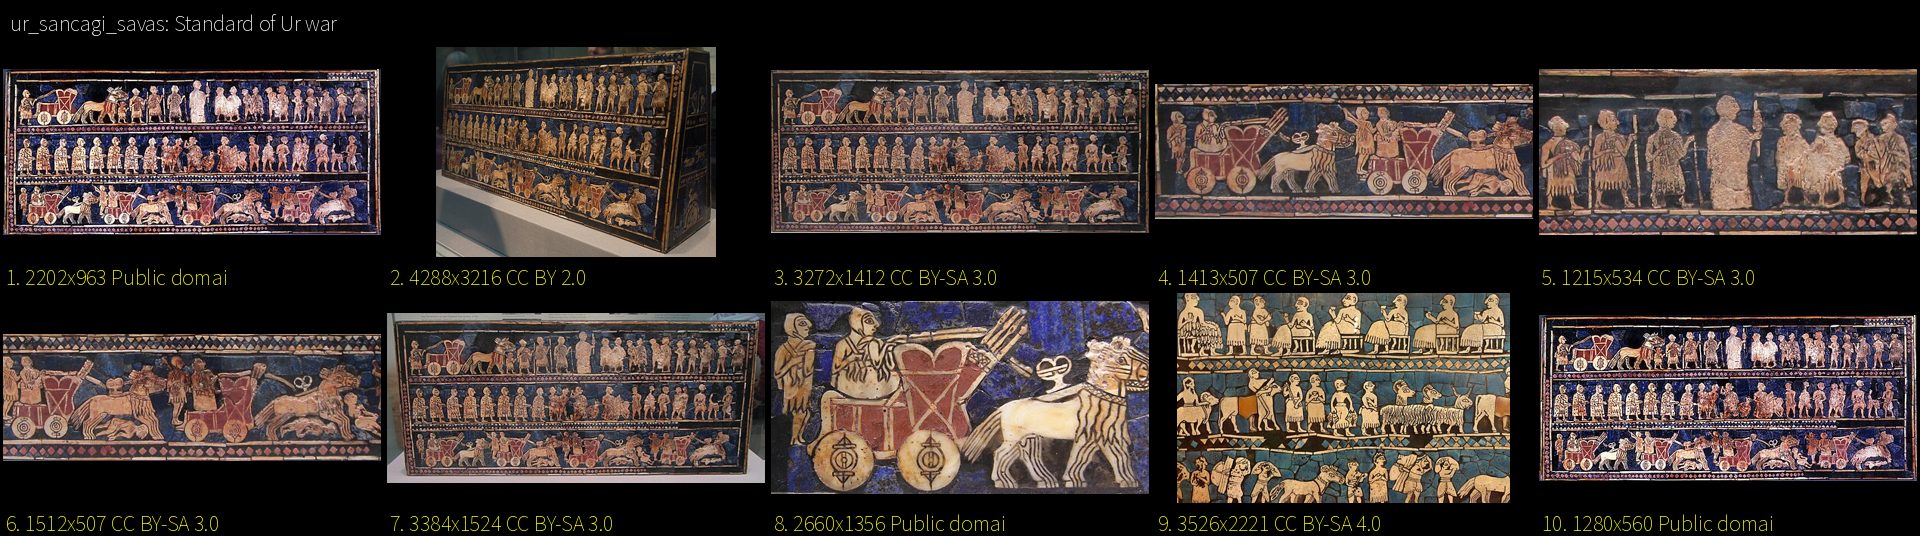 ur_sancagi_savas: Standard of Ur war
1. 2202x963 Public domai
2. 4288x3216 CC BY 2.0
3. 3272x1412 CC BY-SA 3.0
4. 1413x507 CC BY-SA 3.0
5. 1215x534 CC BY-SA 3.0
6. 1512x507 CC BY-SA 3.0
7. 3384x1524 CC BY-SA 3.0
8. 2660x1356 Public domai
9. 3526x2221 CC BY-SA 4.0
10. 1280x560 Public domai